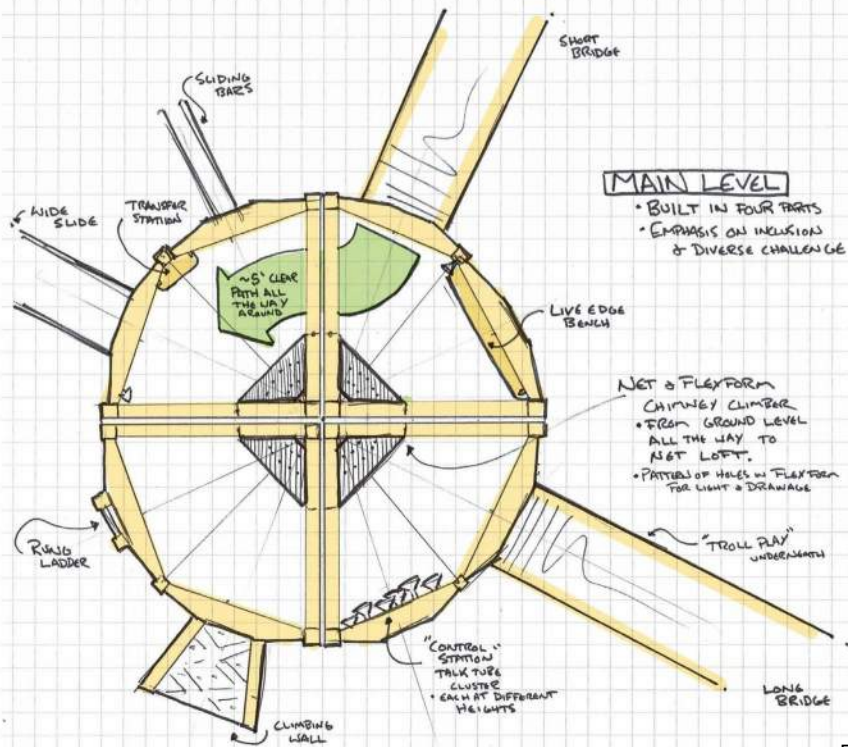 SHORT
BRIDGE
SLIDING
BARS
MAIN LEVEL
• BUILT IN FOUR PARTS
• EMPHASIS ON INCLUSION
& DIVERSE CHALLENGE
WIDE
SLIDE
TRANSFER
STATION
~5' CLEAR
PATH ALL
THE WAY
AROUND
LIVE EDGE
BENCH
NET & FLEXFORM
CHIMNEY CLIMBER
• FROM GROUND LEVEL
ALL THE WAY TO
NET LOFT.
• PATTERN OF HOLES IN FLEXFORM
FOR LIGHT & DRAWAGE
"TROLL PLAY"
UNDERNEATH
RUNG
LADDER
"CONTROL"
STATION
TALK TUBE
CLUSTER
• EACH AT DIFFERENT
HEIGHTS
LONG
BRIDGE
CLIMBING
WALL